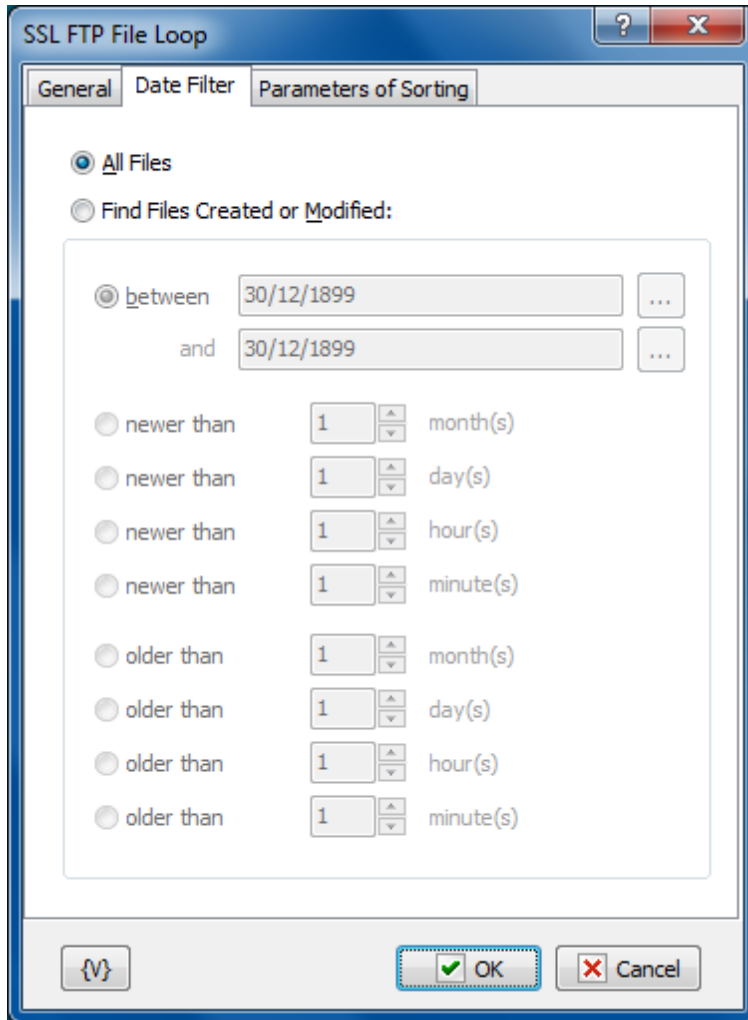 SSL FTP File Loop
?
General Date Filter Parameters of Sorting
All Files
Find Files Created or Modified:
between 30/12/1899 ...
and 30/12/1899 ...
newer than 1 month(s)
newer than 1 day(s)
newer than 1 hour(s)
newer than 1 minute(s)
older than 1 month(s)
older than 1 day(s)
older than 1 hour(s)
older than 1 minute(s)
{V} OK Cancel